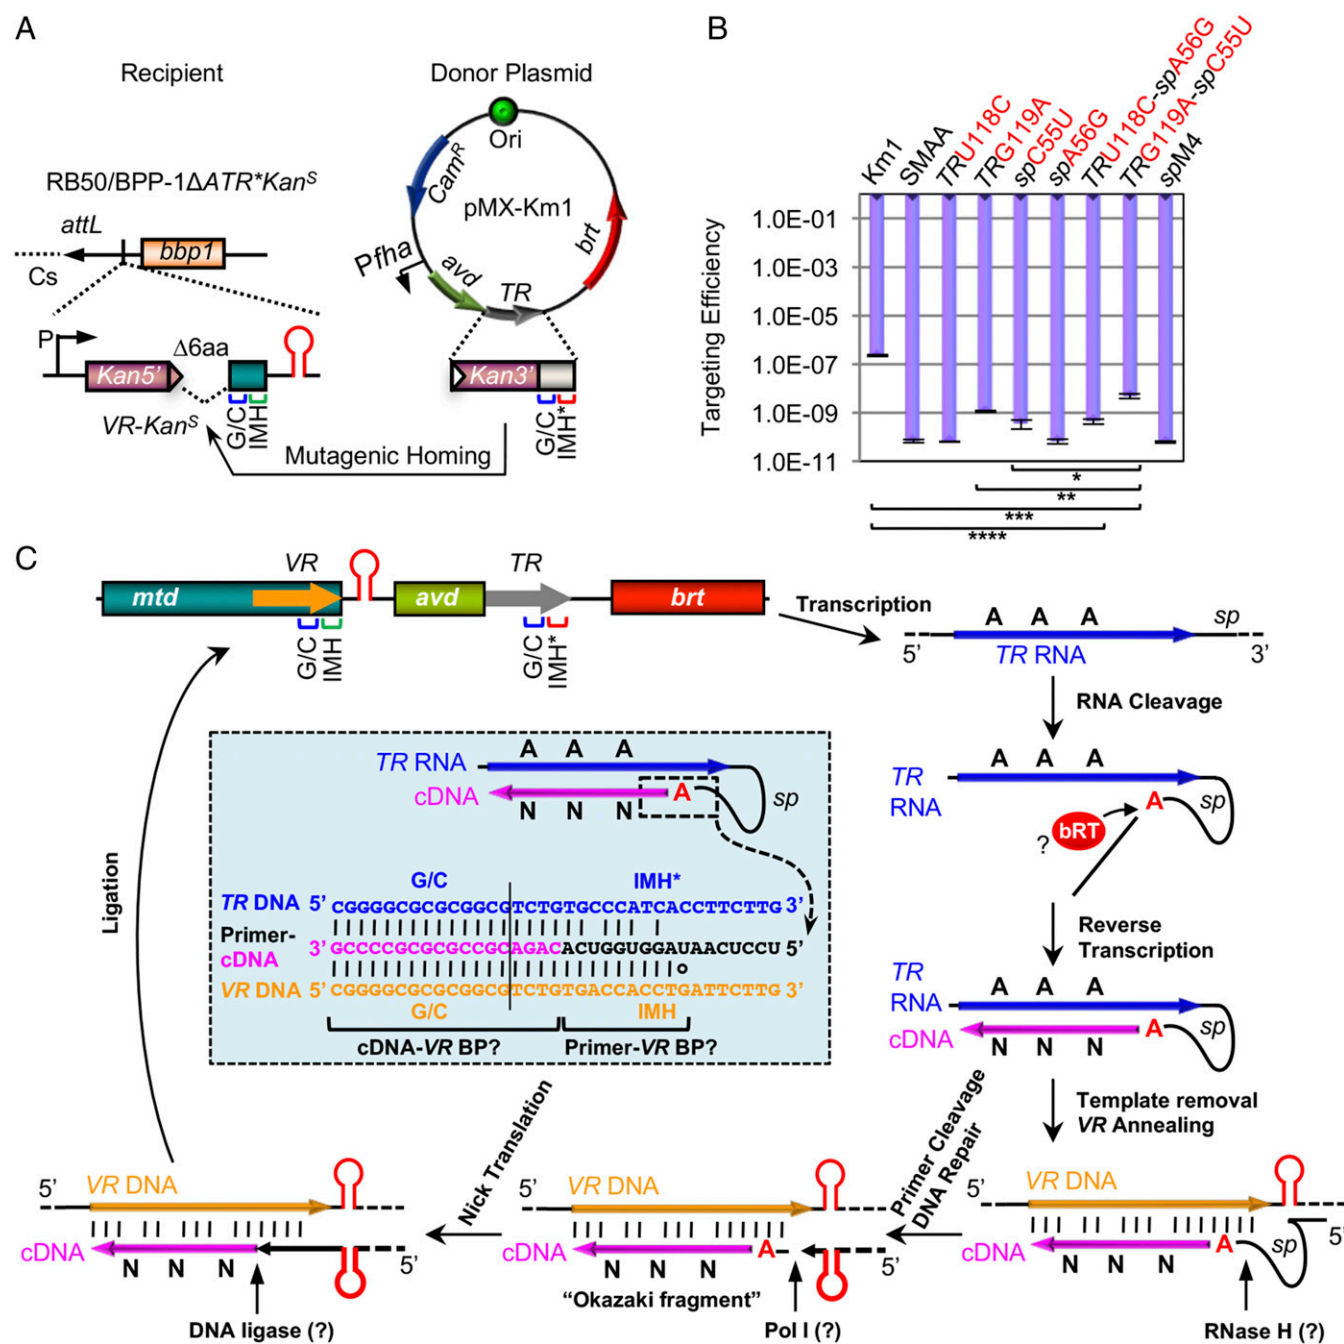 A
Recipient
Donor Plasmid
RB50/BPP-1ΔATR*Kan^S
attL
bbp1
Cs
P
Δ6aa
Kan5'
VR-Kan^S
G/C
IMH
Ori
Cam^R
pMX-Km1
Pfha
avd
TR
brt
Kan3'
G/C
IMH*
Mutagenic Homing
B
Km1
SMAA
TRU118C
TRG119A
spC55U
spA56G
TRU118C-spA56G
TRG119A-spC55U
spM4
Targeting Efficiency
1.0E-01
1.0E-03
1.0E-05
1.0E-07
1.0E-09
1.0E-11
*
**
***
****
C
mtd
VR
avd
TR
brt
G/C
IMH
G/C
IMH*
Transcription
A A A
sp
5' TR RNA 3'
RNA Cleavage
A A A
TR
RNA
A
sp
? bRT
Reverse
Transcription
TR
RNA
A A A
cDNA
A
sp
N N N
Template removal
VR Annealing
A A A
TR RNA
cDNA
A
sp
N N N
G/C IMH*
TR DNA 5' CGGGGCGCGCGGCGTCTGTGCCCATCACCTTCTTG 3'
Primer-
cDNA
3' GCCCCGCGCGCCGCAGACACUGGUGGAUAACUCCU 5'
VR DNA 5' CGGGGCGCGCGGCGTCTGTGACCACCTGATTCTTG 3'
G/C IMH
cDNA-VR BP? Primer-VR BP?
Ligation
Nick Translation
Primer Cleavage
DNA Repair
5' VR DNA
cDNA
N N N
5'
DNA ligase (?)
5' VR DNA
cDNA
A
N N N
5'
"Okazaki fragment"
Pol I (?)
5' VR DNA
cDNA
A
sp
5'
N N N
RNase H (?)